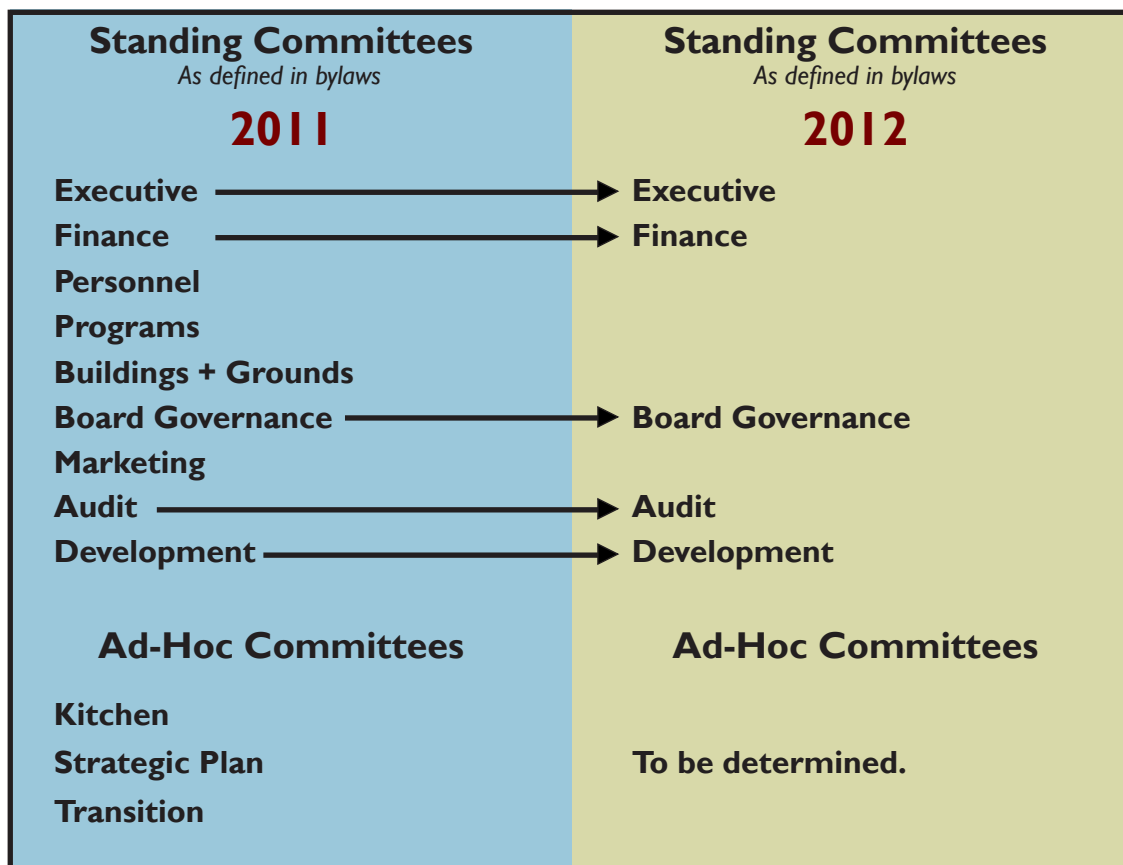 Standing Committees
As defined in bylaws
2011
Executive
Finance
Personnel
Programs
Buildings + Grounds
Board Governance
Marketing
Audit
Development
Ad-Hoc Committees
Kitchen
Strategic Plan
Transition
Standing Committees
As defined in bylaws
2012
Executive
Finance
Board Governance
Audit
Development
Ad-Hoc Committees
To be determined.